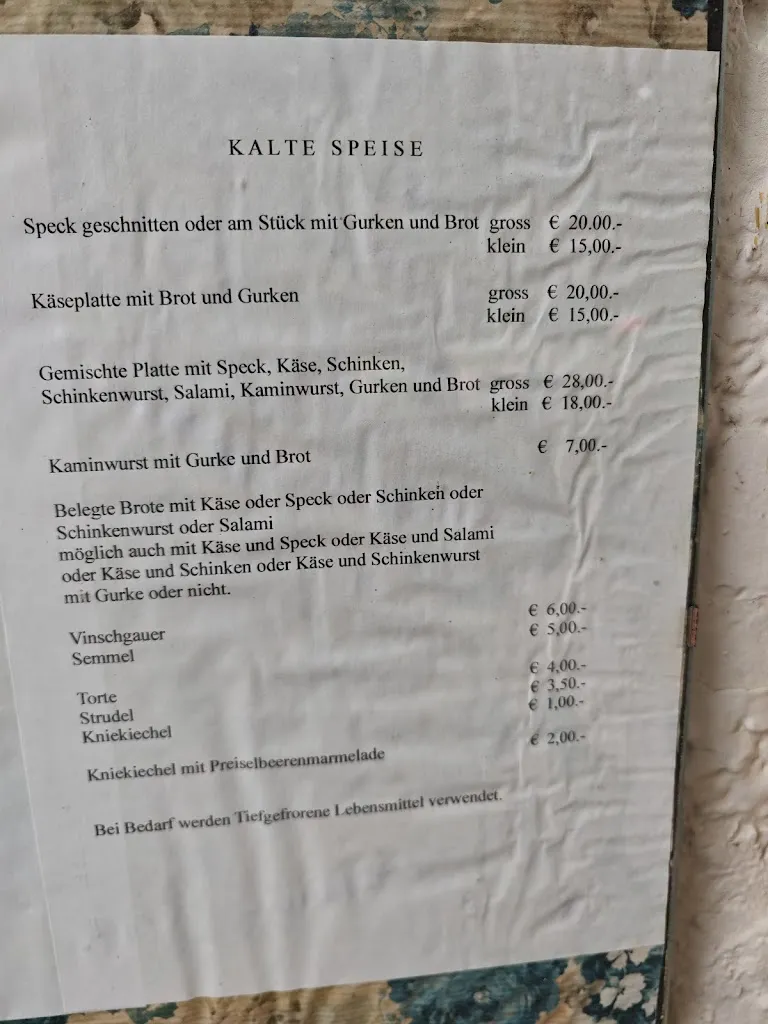 KALTE SPEISE
Speck geschnitten oder am Stück mit Gurken und Brot gross € 20.00.-
klein € 15,00.-
Käseplatte mit Brot und Gurken gross € 20,00.-
klein € 15,00.-
Gemischte Platte mit Speck, Käse, Schinken,
Schinkenwurst, Salami, Kaminwurst, Gurken und Brot gross € 28,00.-
klein € 18,00.-
Kaminwurst mit Gurke und Brot € 7,00.-
Belegte Brote mit Käse oder Speck oder Schinken oder
Schinkenwurst oder Salami
möglich auch mit Käse und Speck oder Käse und Salami
oder Käse und Schinken oder Käse und Schinkenwurst
mit Gurke oder nicht.
Vinschgauer € 6,00.-
Semmel € 5,00.-
Torte € 4,00.-
Strudel € 3,50.-
Kniekiechel € 1,00.-
Kniekiechel mit Preiselbeerenmarmelade € 2,00.-
Bei Bedarf werden Tiefgefrorene Lebensmittel verwendet.